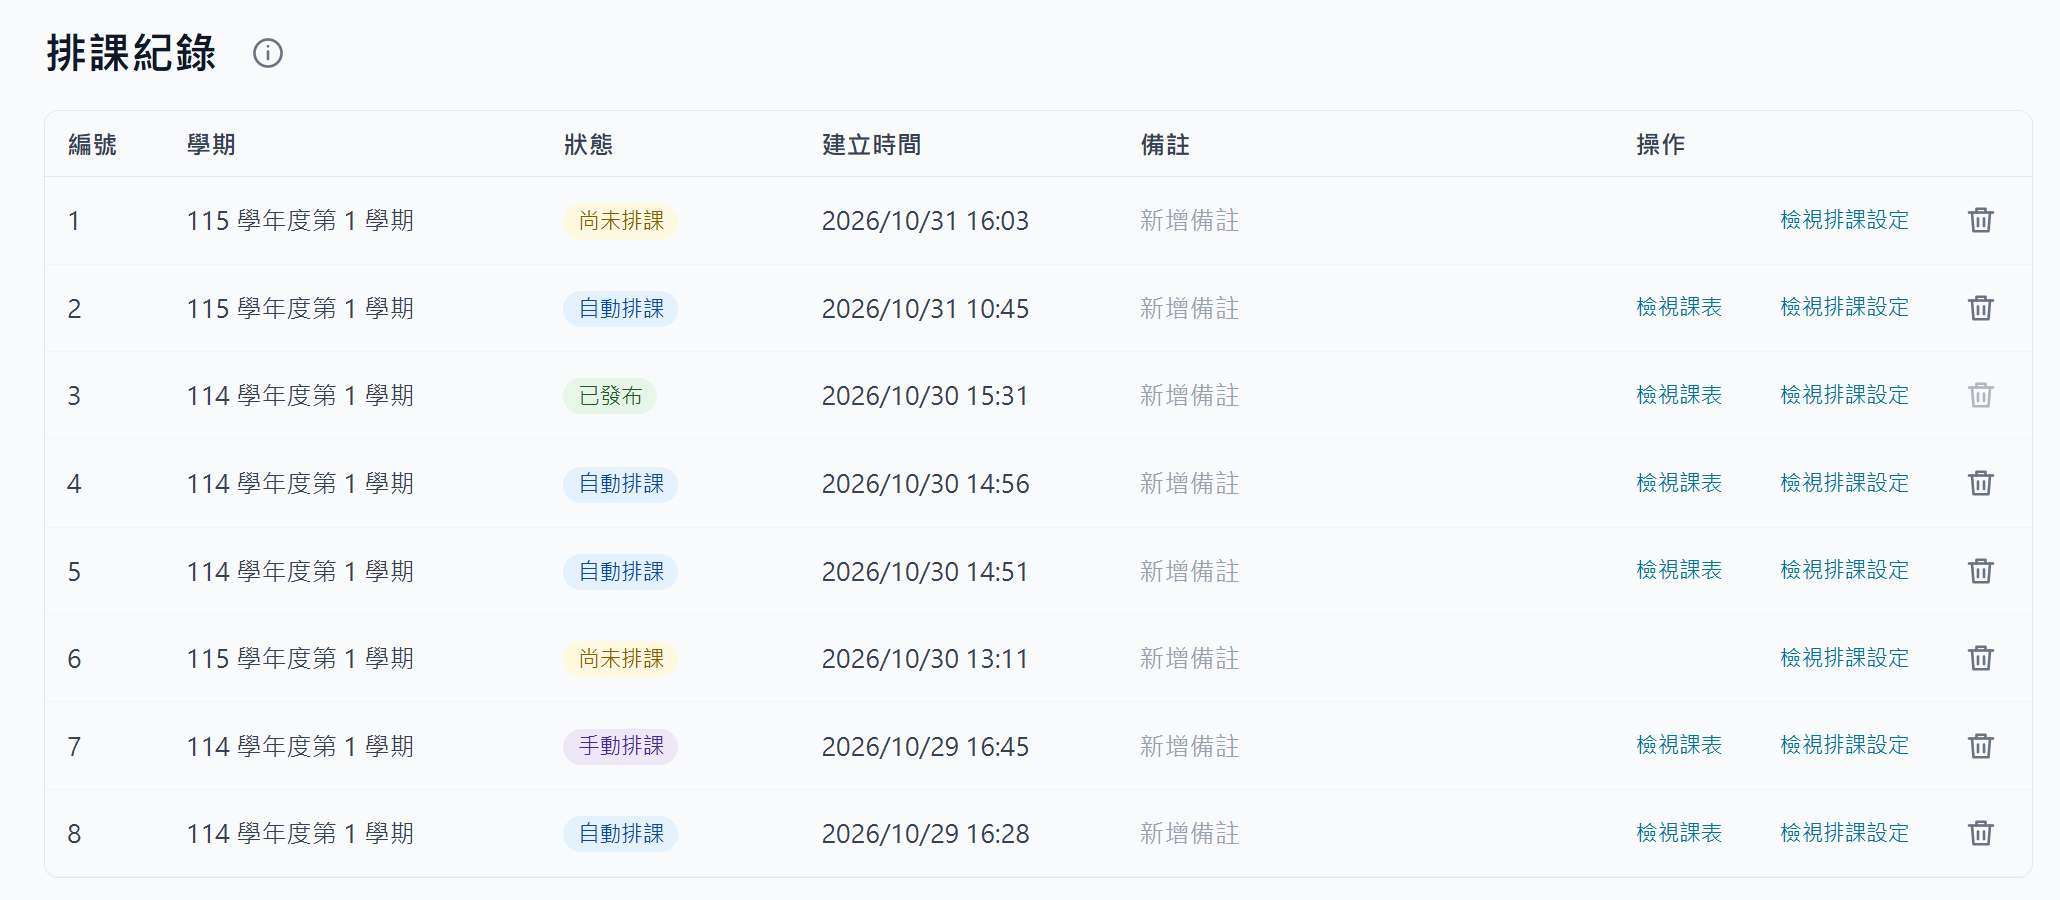 排課紀錄
編號 學期 狀態 建立時間 備註 操作
1 115 學年度第 1 學期 尚未排課 2026/10/31 16:03 新增備註 檢視排課設定
2 115 學年度第 1 學期 自動排課 2026/10/31 10:45 新增備註 檢視課表 檢視排課設定
3 114 學年度第 1 學期 已發布 2026/10/30 15:31 新增備註 檢視課表 檢視排課設定
4 114 學年度第 1 學期 自動排課 2026/10/30 14:56 新增備註 檢視課表 檢視排課設定
5 114 學年度第 1 學期 自動排課 2026/10/30 14:51 新增備註 檢視課表 檢視排課設定
6 115 學年度第 1 學期 尚未排課 2026/10/30 13:11 新增備註 檢視排課設定
7 114 學年度第 1 學期 手動排課 2026/10/29 16:45 新增備註 檢視課表 檢視排課設定
8 114 學年度第 1 學期 自動排課 2026/10/29 16:28 新增備註 檢視課表 檢視排課設定